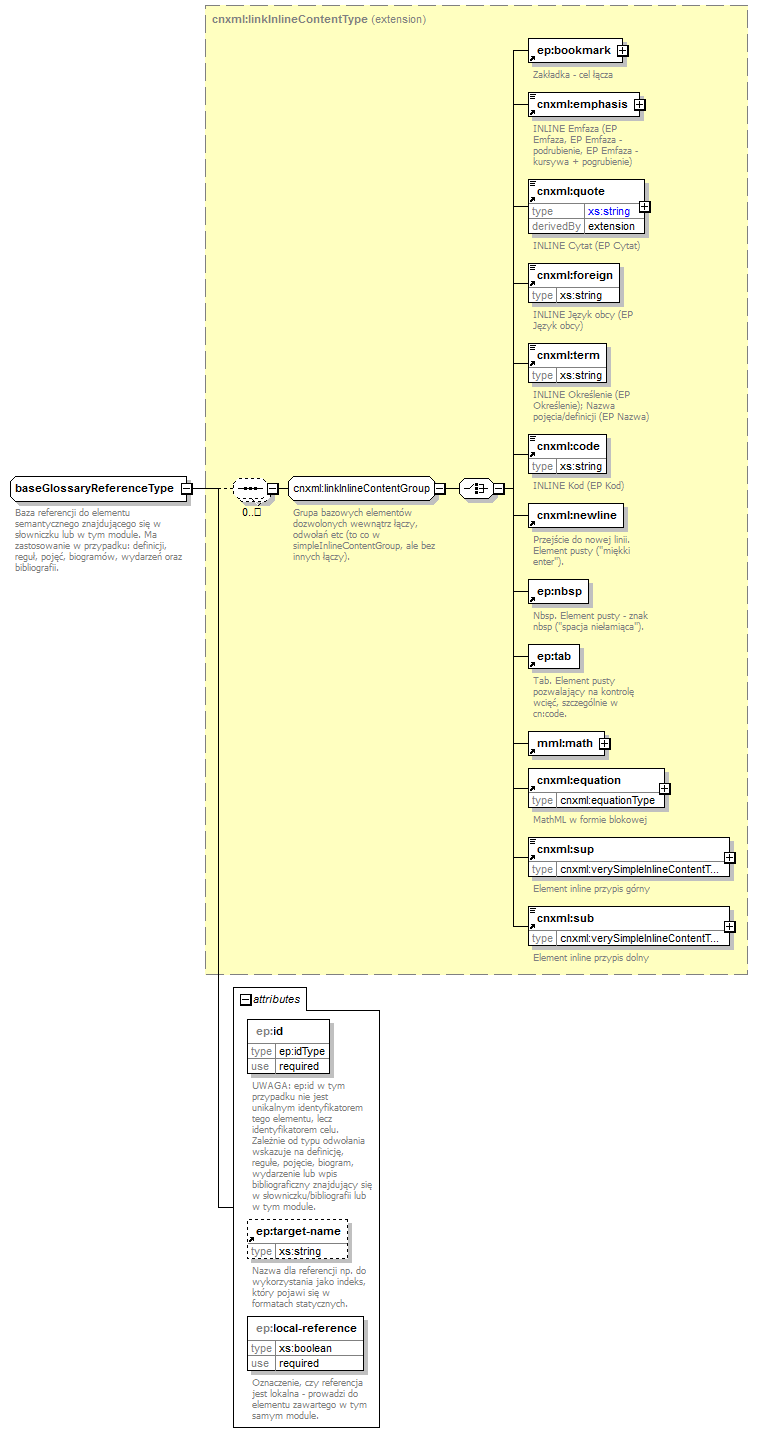 cnxml:linkInlineContentType (extension)
ep:bookmark
Zakładka - cel łącza
cnxml:emphasis
INLINE Emfaza (EP
Emfaza, EP Emfaza -
podrubienie, EP Emfaza -
kursywa + pogrubienie)
cnxml:quote
type xs:string
derivedBy extension
INLINE Cytat (EP Cytat)
cnxml:foreign
type xs:string
INLINE Język obcy (EP
Język obcy)
cnxml:term
type xs:string
INLINE Określenie (EP
Określenie); Nazwa
pojęcia/definicji (EP Nazwa)
cnxml:code
type xs:string
INLINE Kod (EP Kod)
baseGlossaryReferenceType
Baza referencji do elementu
semantycznego znajdującego się w
słowniczku lub w tym module. Ma
zastosowanie w przypadku: definicji,
reguł, pojęć, biogramów, wydarzeń oraz
bibliografii.
0..
cnxml:linkInlineContentGroup
Grupa bazowych elementów
dozwolonych wewnątrz łączy,
odwołań etc (to co w
simpleInlineContentGroup, ale bez
innych łączy).
cnxml:newline
Przejście do nowej linii.
Element pusty ("miękki
enter").
ep:nbsp
Nbsp. Element pusty - znak
nbsp ("spacja niełamiąca").
ep:tab
Tab. Element pusty
pozwalający na kontrolę
wcięć, szczególnie w
cn:code.
mml:math
cnxml:equation
type cnxml:equationType
MathML w formie blokowej
cnxml:sup
type cnxml:verySimpleInlineContentT...
Element inline przypis górny
cnxml:sub
type cnxml:verySimpleInlineContentT...
Element inline przypis dolny
attributes
ep:id
type ep:idType
use required
UWAGA: ep:id w tym
przypadku nie jest
unikalnym identyfikatorem
tego elementu, lecz
identyfikatorem celu.
Zależnie od typu odwołania
wskazuje na definicję,
regułę, pojęcie, biogram,
wydarzenie lub wpis
bibliograficzny znajdujący się
w słowniczku/bibliografii lub
w tym module.
ep:target-name
type xs:string
Nazwa dla referencji np. do
wykorzystania jako indeks,
który pojawi się w
formatach statycznych.
ep:local-reference
type xs:boolean
use required
Oznaczenie, czy referencja
jest lokalna - prowadzi do
elementu zawartego w tym
samym module.